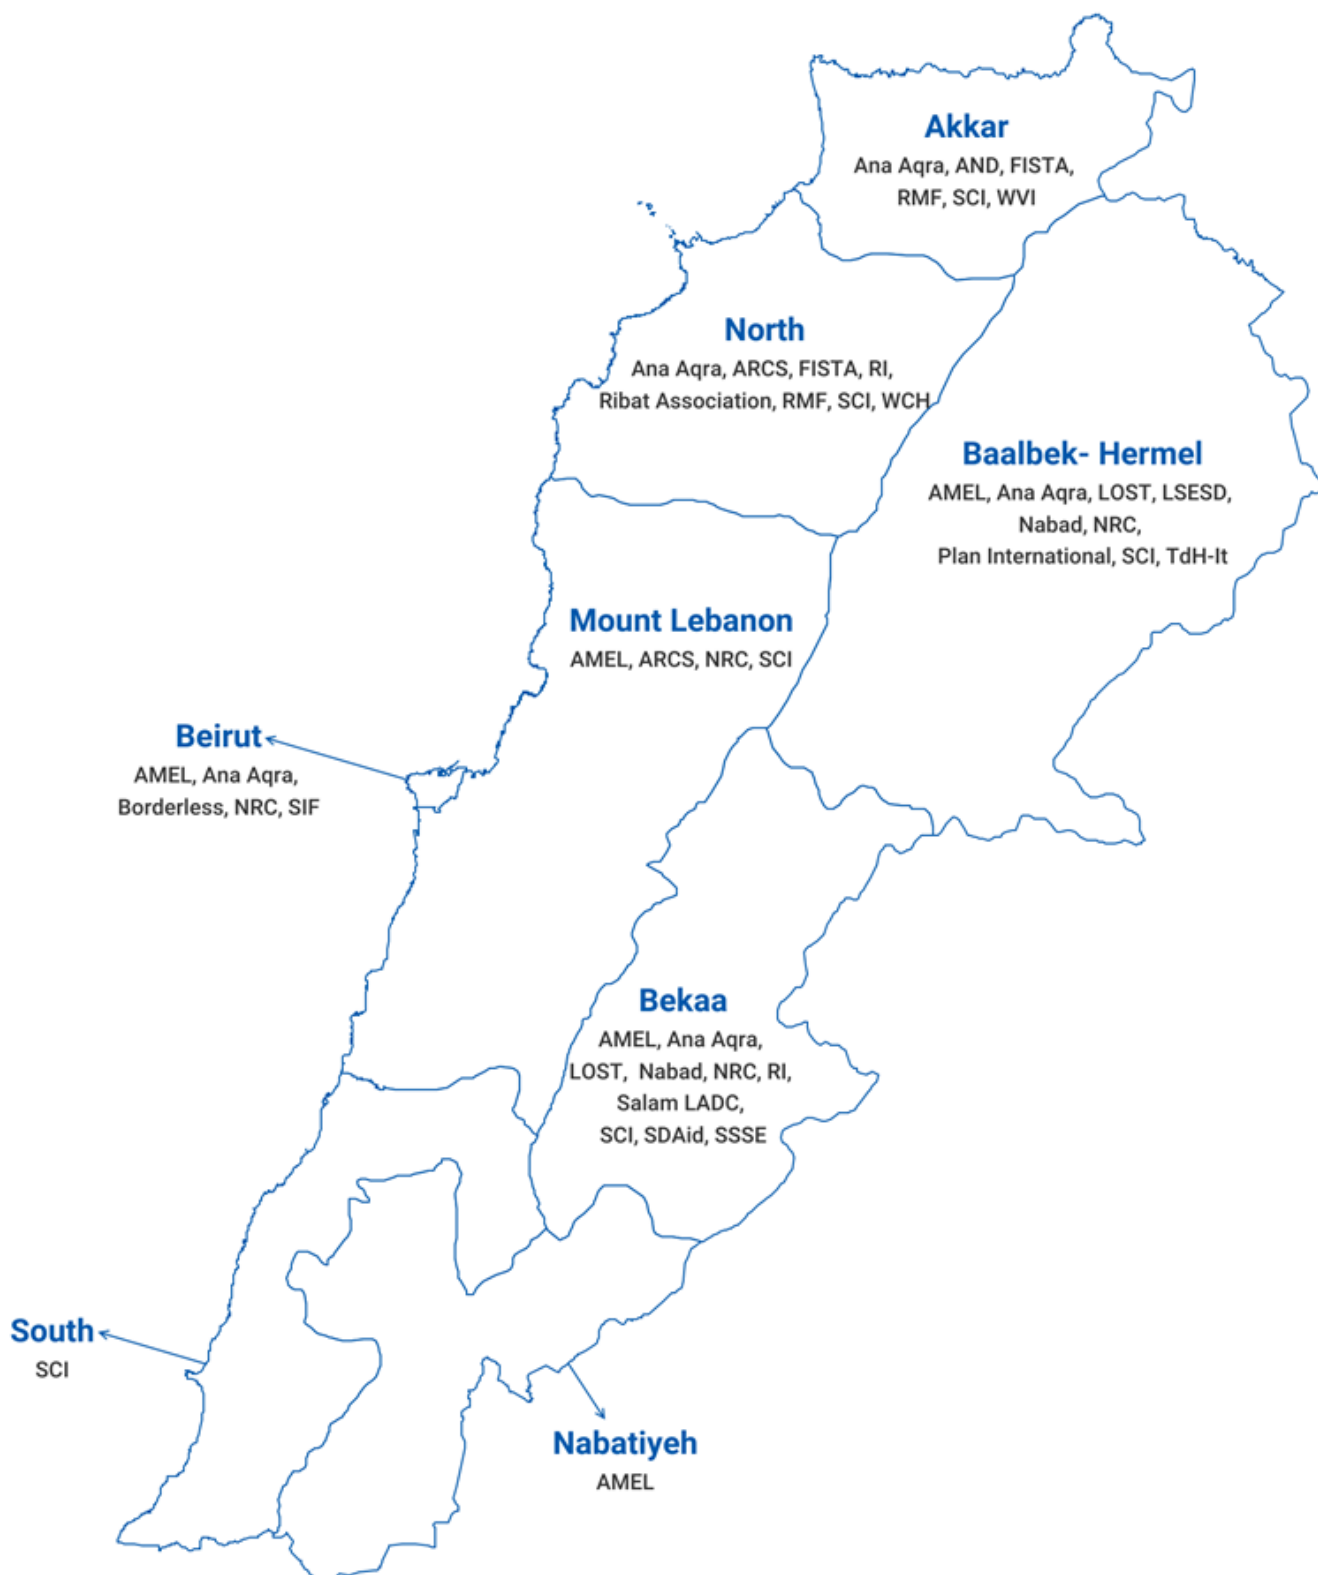 Akkar
Ana Aqra, AND, FISTA,
RMF, SCI, WVI
North
Ana Aqra, ARCS, FISTA, RI,
Ribat Association, RMF, SCI, WCH
Baalbek- Hermel
AMEL, Ana Aqra, LOST, LSESD,
Nabad, NRC,
Plan International, SCI, TdH-It
Mount Lebanon
AMEL, ARCS, NRC, SCI
Beirut
AMEL, Ana Aqra,
Borderless, NRC, SIF
Bekaa
AMEL, Ana Aqra,
LOST, Nabad, NRC, RI,
Salam LADC,
SCI, SDAid, SSSE
South
SCI
Nabatiyeh
AMEL